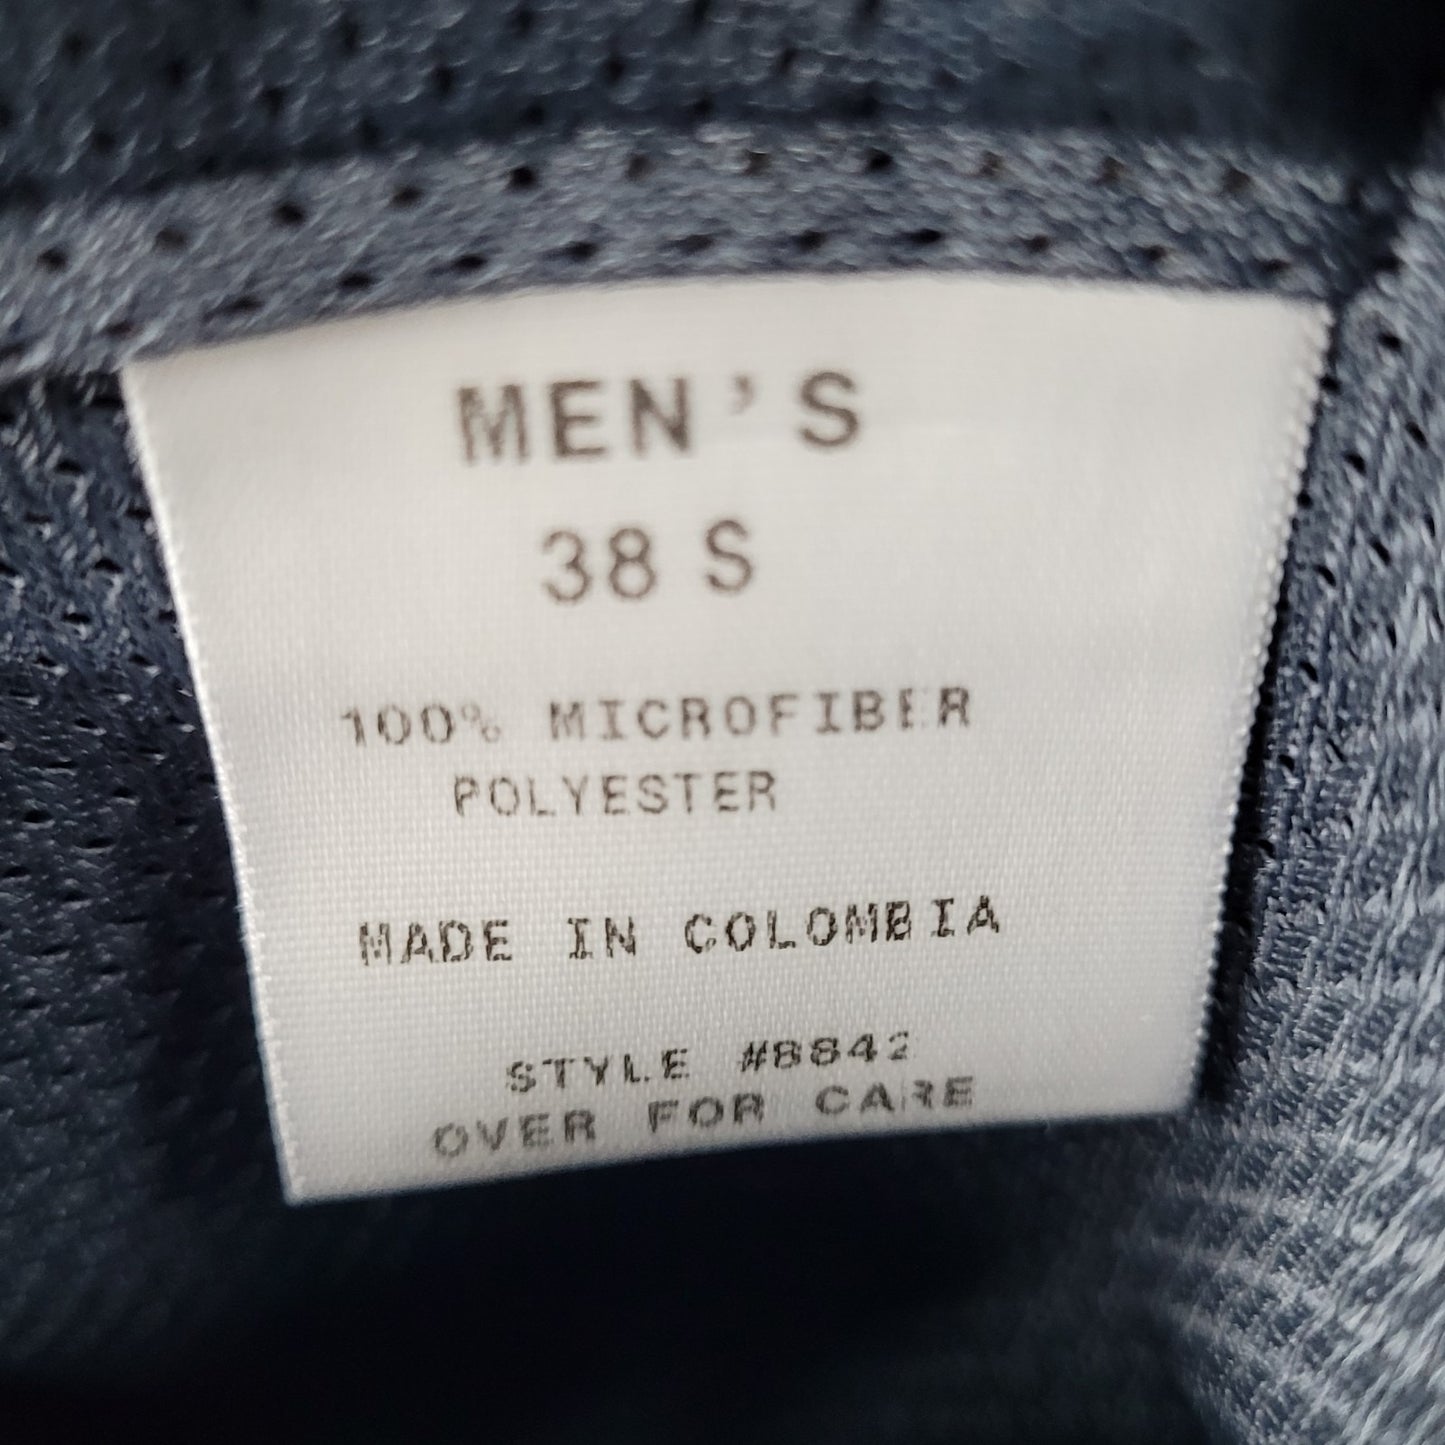 MEN'S
38 S
100% MICROFIBER
POLYESTER
MADE IN COLOMBIA
STYLE #8842
OVER FOR CARE